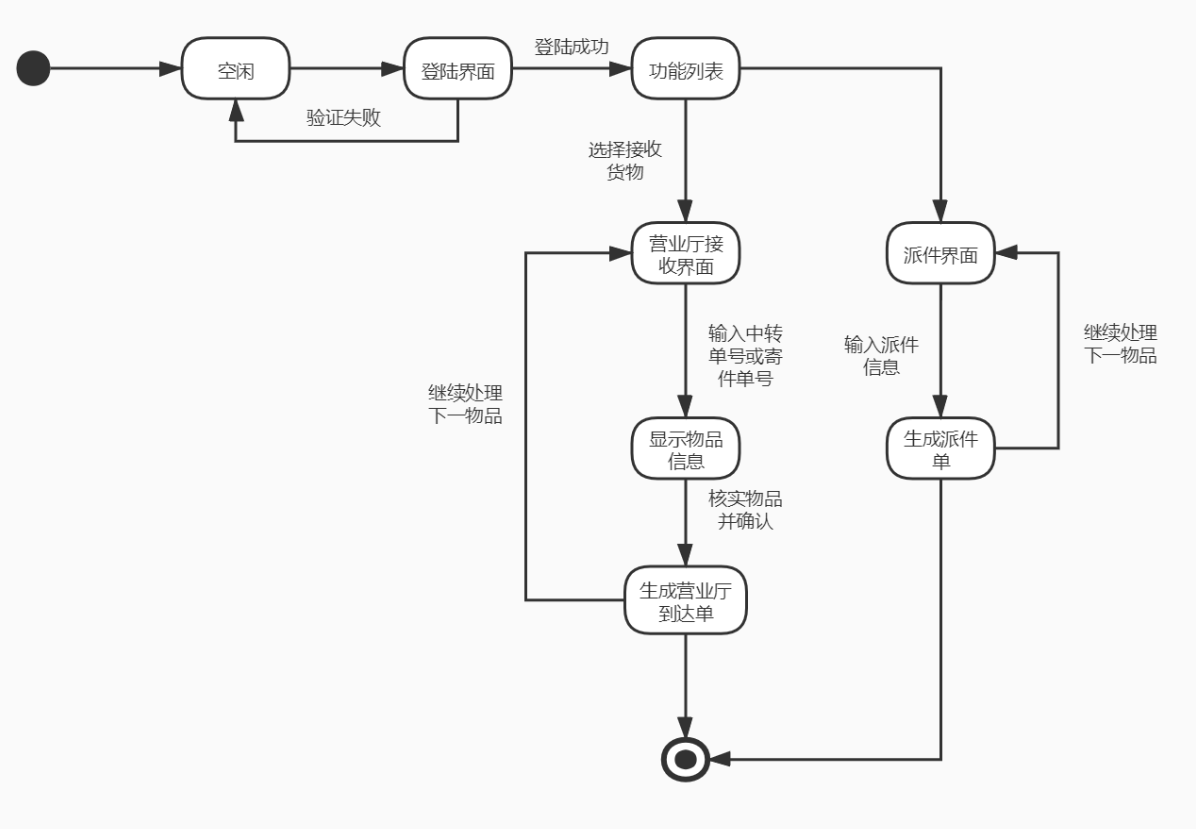 空闲
登陆界面
登陆成功
功能列表
验证失败
选择接收
货物
营业厅接
收界面
派件界面
输入中转
单号或寄
件单号
输入派件
信息
继续处理
下一物品
继续处理
下一物品
显示物品
信息
生成派件
单
核实物品
并确认
生成营业厅
到达单